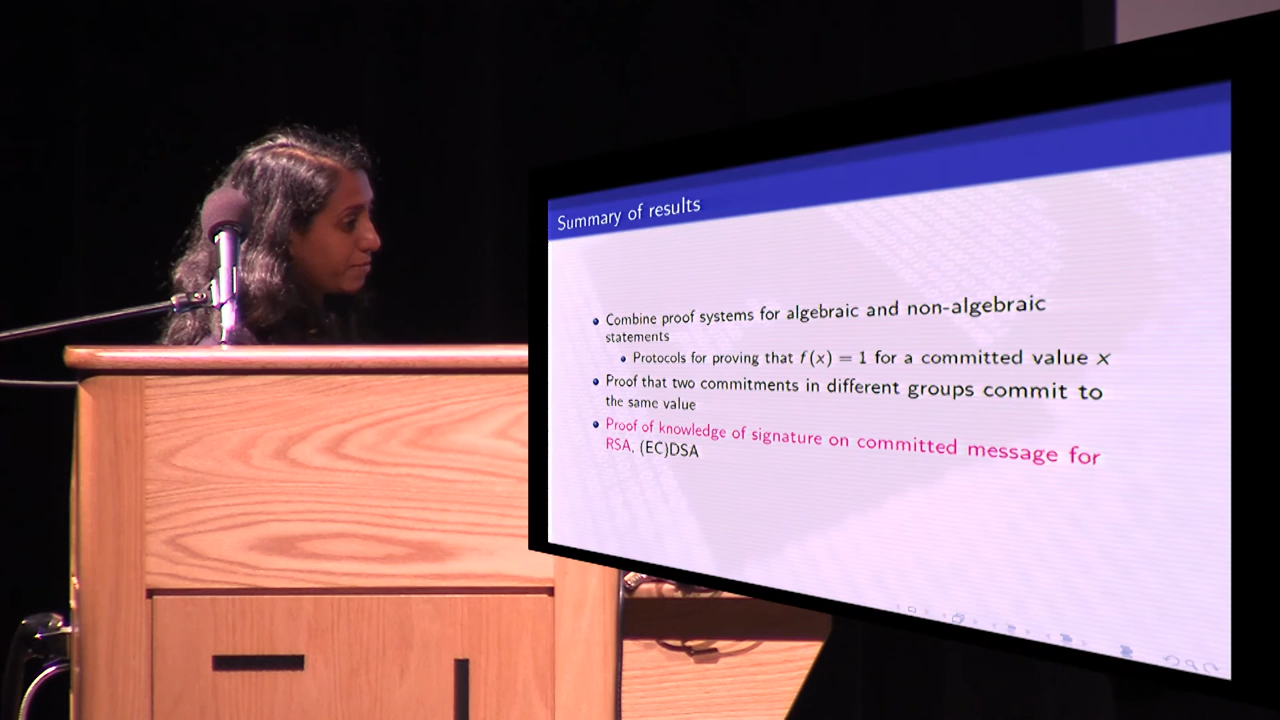 Summary of results
Combine proof systems for algebraic and non-algebraic
statements
Protocols for proving that f(x) = 1 for a committed value x
Proof that two commitments in different groups commit to
the same value
Proof of knowledge of signature on committed message for
RSA, (EC)DSA